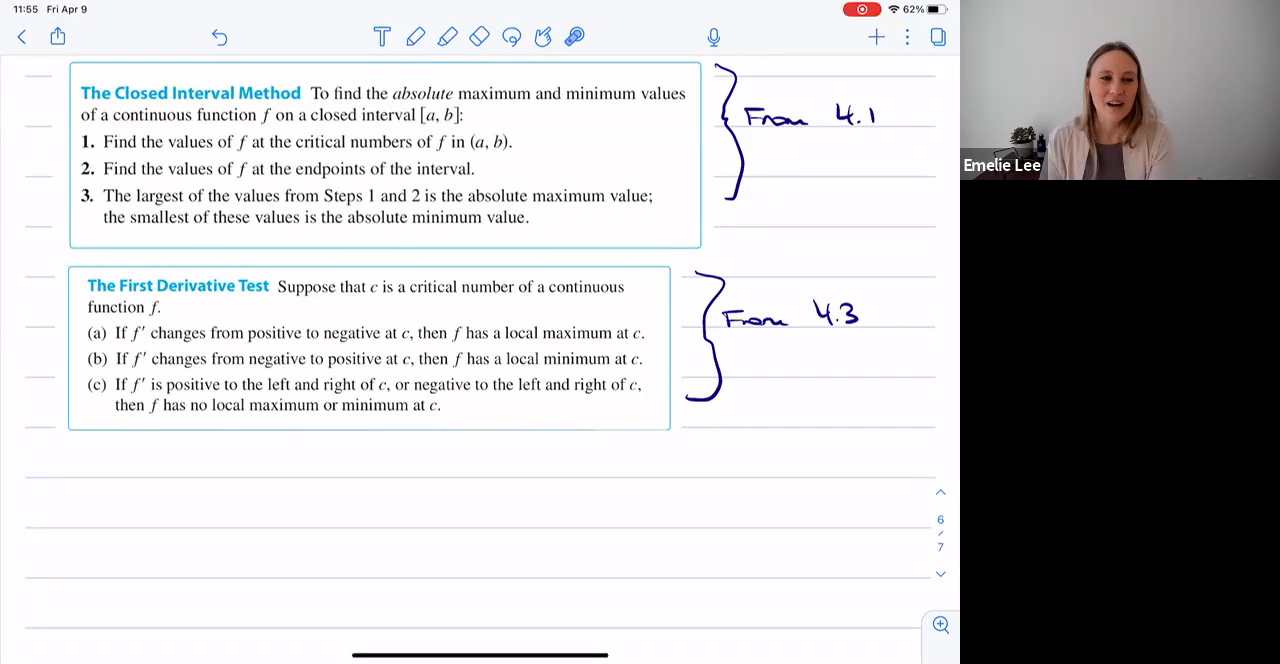 11:55 Fri Apr 9
62%
The Closed Interval Method To find the absolute maximum and minimum values
of a continuous function f on a closed interval [a, b]:
1. Find the values of f at the critical numbers of f in (a, b).
2. Find the values of f at the endpoints of the interval.
3. The largest of the values from Steps 1 and 2 is the absolute maximum value;
the smallest of these values is the absolute minimum value.
From 4.1
The First Derivative Test Suppose that c is a critical number of a continuous
function f.
(a) If f′ changes from positive to negative at c, then f has a local maximum at c.
(b) If f′ changes from negative to positive at c, then f has a local minimum at c.
(c) If f′ is positive to the left and right of c, or negative to the left and right of c,
then f has no local maximum or minimum at c.
From 4.3
6
/
7
Emelie Lee